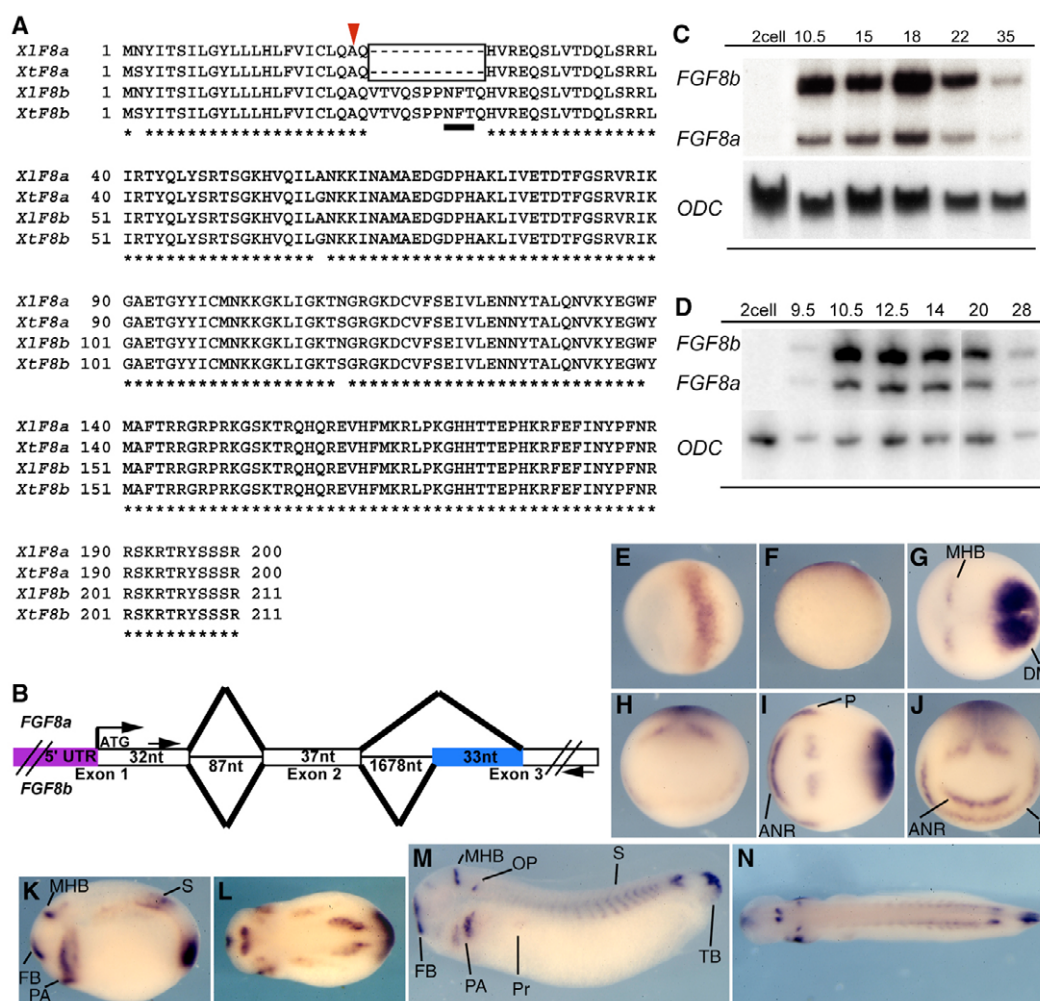 A
XlF8a 1 MNYITSILGYLLLHLFVICLQAQ-----------HVREQSLVTDQLSRRL
XtF8a 1 MSYITSILGYLLLHLFVICLQAQ-----------HVREQSLVTDQLSRRL
XlF8b 1 MNYITSILGYLLLHLFVICLQAQVTVQSPPNFTQHVREQSLVTDQLSRRL
XtF8b 1 MSYITSILGYLLLHLFVICLQAQVTVQSPPNFTQHVREQSLVTDQLSRRL
* ********************* ****************
XlF8a 40 IRTYQLYSRTSGKHVQILANKKINAMAEDGDPHAKLIVETDTFGSRVRIK
XtF8a 40 IRTYQLYSRTSGKHVQILGNKKINAMAEDGDPHAKLIVETDTFGSRVRIK
XlF8b 51 IRTYQLYSRTSGKHVQILANKKINAMAEDGDPHAKLIVETDTFGSRVRIK
XtF8b 51 IRTYQLYSRTSGKHVQILGNKKINAMAEDGDPHAKLIVETDTFGSRVRIK
****************** *******************************
XlF8a 90 GAETGYYICMNKKGKLIGKTNGRGKDCVFSEIVLENNYTALQNVKYEGWF
XtF8a 90 GAETGYYICMNKKGKLIGKTSGRGKDCVFSEIVLENNYTALQNVKYEGWY
XlF8b 101 GAETGYYICMNKKGKLIGKTNGRGKDCVFSEIVLENNYTALQNVKYEGWF
XtF8b 101 GAETGYYICMNKKGKLIGKTSGRGKDCVFSEIVLENNYTALQNVKYEGWY
******************** ****************************
XlF8a 140 MAFTRRGRPRKGSKTRQHQREVHFMKRLPKGHHTTEPHKRFEFINYPFNR
XtF8a 140 MAFTRRGRPRKGSKTRQHQREVHFMKRLPKGHHTTEPHKRFEFINYPFNR
XlF8b 151 MAFTRRGRPRKGSKTRQHQREVHFMKRLPKGHHTTEPHKRFEFINYPFNR
XtF8b 151 MAFTRRGRPRKGSKTRQHQREVHFMKRLPKGHHTTEPHKRFEFINYPFNR
**************************************************
XlF8a 190 RSKRTRYSSSR 200
XtF8a 190 RSKRTRYSSSR 200
XlF8b 201 RSKRTRYSSSR 211
XtF8b 201 RSKRTRYSSSR 211
***********
B
FGF8a
5' UTR ATG 32nt 87nt 37nt 1678nt 33nt
Exon 1 Exon 2 Exon 3
FGF8b
C
2cell 10.5 15 18 22 35
FGF8b
FGF8a
ODC
D
2cell 9.5 10.5 12.5 14 20 28
FGF8b
FGF8a
ODC
E
F
G
MHB
H
I
P
ANR
J
ANR
K
MHB
S
FB
PA
L
M
MHB
OP
S
FB
PA
Pr
TB
N